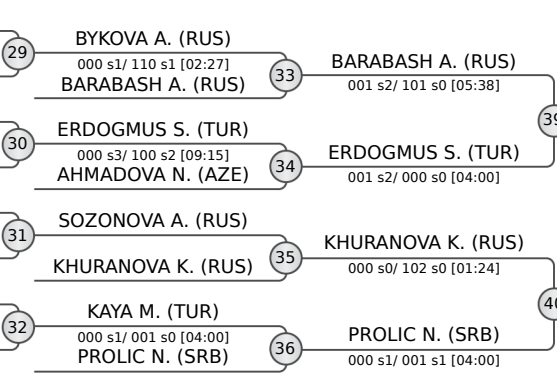 29
BYKOVA A. (RUS)
000 s1/ 110 s1 [02:27]
BARABASH A. (RUS)
33
BARABASH A. (RUS)
001 s2/ 101 s0 [05:38]
39
30
ERDOGMUS S. (TUR)
000 s3/ 100 s2 [09:15]
AHMADOVA N. (AZE)
34
ERDOGMUS S. (TUR)
001 s2/ 000 s0 [04:00]
31
SOZONOVA A. (RUS)
KHURANOVA K. (RUS)
35
KHURANOVA K. (RUS)
000 s0/ 102 s0 [01:24]
40
32
KAYA M. (TUR)
000 s1/ 001 s0 [04:00]
PROLIC N. (SRB)
36
PROLIC N. (SRB)
000 s1/ 001 s1 [04:00]